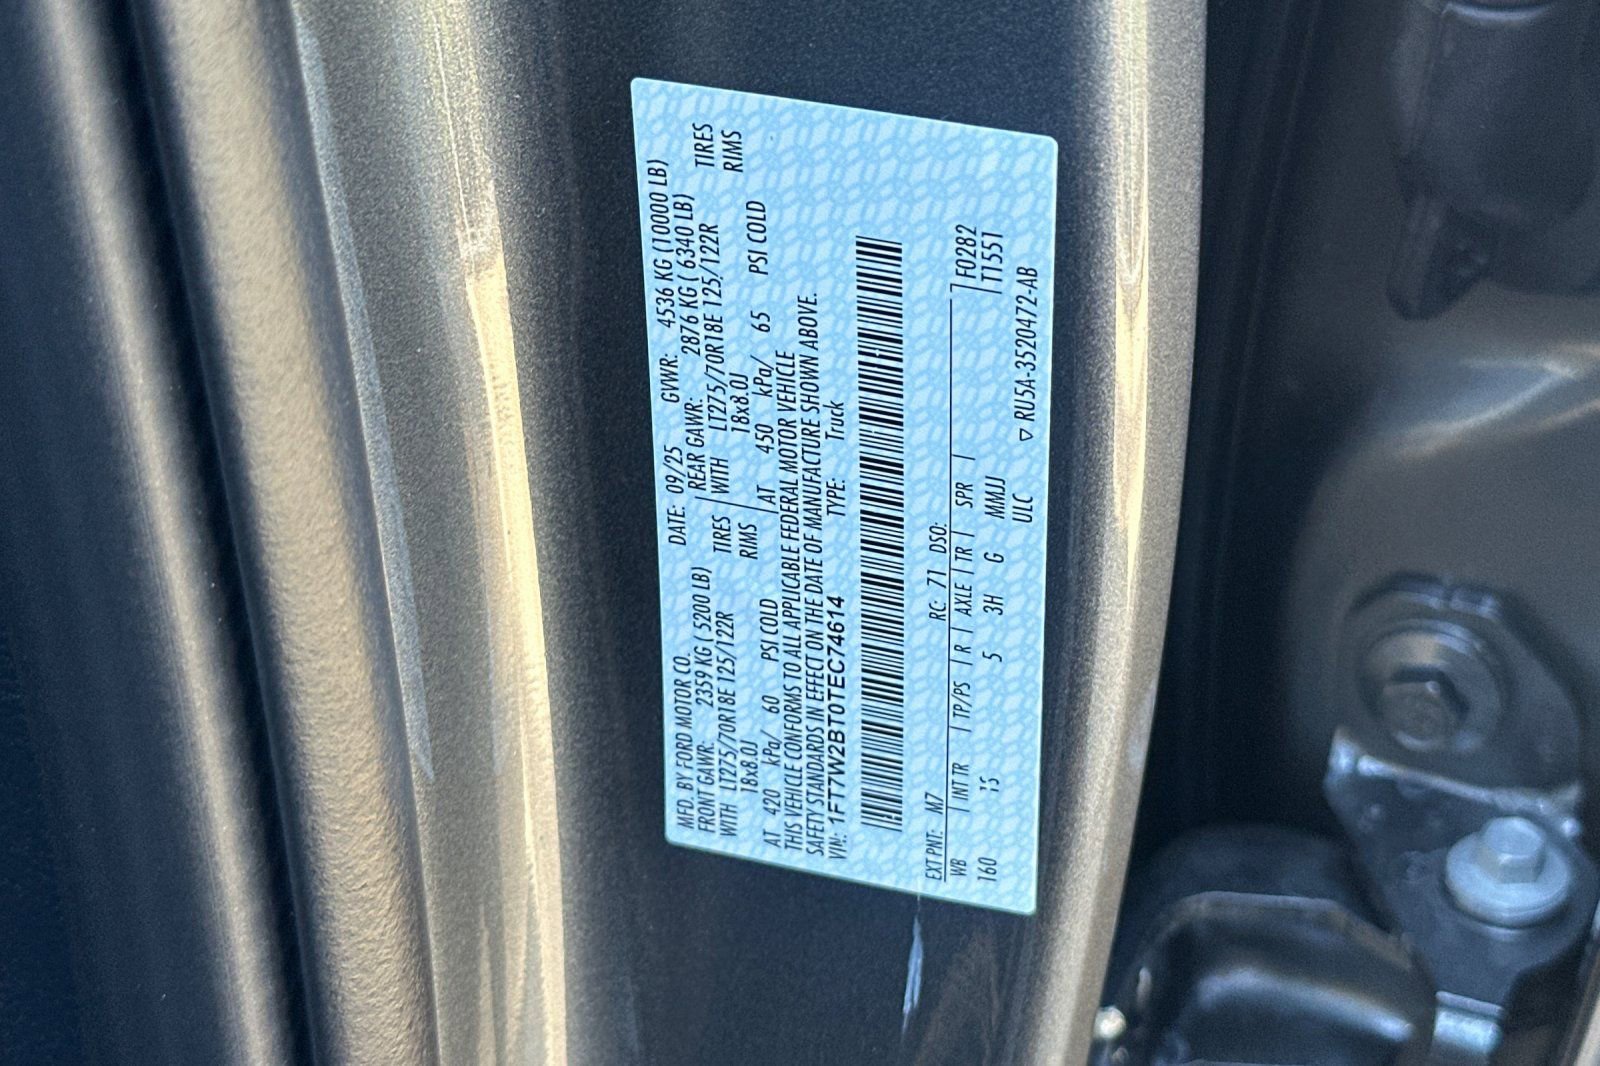 MFD. BY FORD MOTOR CO. DATE: 09/25 GVWR: 4536 KG (10000 LB)
FRONT GAWR: 2359 KG ( 5200 LB) REAR GAWR: 2876 KG ( 6340 LB)
WITH LT275/70R18E 125/122R TIRES WITH LT275/70R18E 125/122R TIRES
18x8.0J RIMS 18x8.0J RIMS
AT 420 kPa/ 60 PSI COLD AT 450 kPa/ 65 PSI COLD
THIS VEHICLE CONFORMS TO ALL APPLICABLE FEDERAL MOTOR VEHICLE
SAFETY STANDARDS IN EFFECT ON THE DATE OF MANUFACTURE SHOWN ABOVE.
VIN: 1FT7W2BT0TEC74614 TYPE: Truck
EXT PNT: M7 RC: 71 DSO: F0282
WB INT TR TP/PS R AXLE TR SPR T1551
160 5 3H G MMJJ
ULC ▽ RU5A-3520472-AB